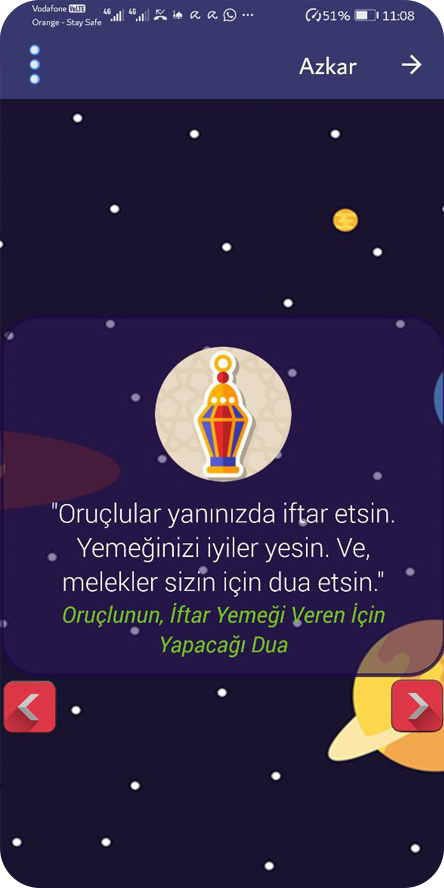 Vodafone VoLTE
Orange - Stay Safe
4G 4G 51% 11:08
Azkar
"Oruçlular yanınızda iftar etsin.
Yemeğinizi iyiler yesin. Ve,
melekler sizin için dua etsin."
Oruçlunun, İftar Yemeği Veren İçin
Yapacağı Dua